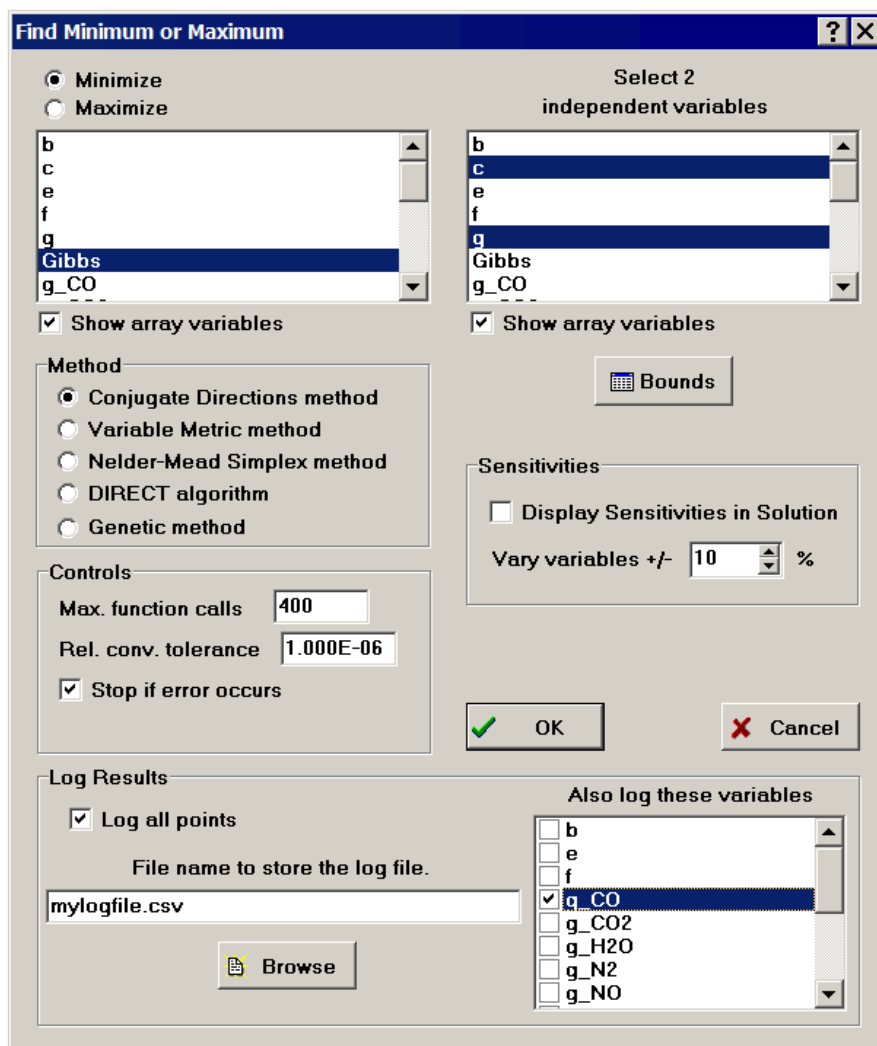 Find Minimum or Maximum
Minimize
Maximize
b
c
e
f
g
Gibbs
g_CO
Show array variables
Select 2
independent variables
b
c
e
f
g
Gibbs
g_CO
Show array variables
Bounds
Method
Conjugate Directions method
Variable Metric method
Nelder-Mead Simplex method
DIRECT algorithm
Genetic method
Sensitivities
Display Sensitivities in Solution
Vary variables +/- 10 %
Controls
Max. function calls 400
Rel. conv. tolerance 1.000E-06
Stop if error occurs
OK
Cancel
Log Results
Log all points
File name to store the log file.
mylogfile.csv
Browse
Also log these variables
b
e
f
g_CO
g_CO2
g_H2O
g_N2
g_NO